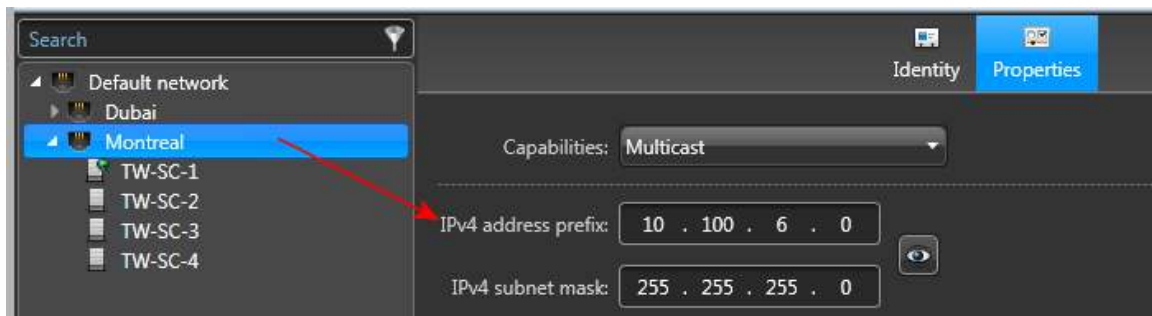 Search
Default network
Dubai
Montreal
TW-SC-1
TW-SC-2
TW-SC-3
TW-SC-4
Identity
Properties
Capabilities: Multicast
IPv4 address prefix: 10 . 100 . 6 . 0
IPv4 subnet mask: 255 . 255 . 255 . 0